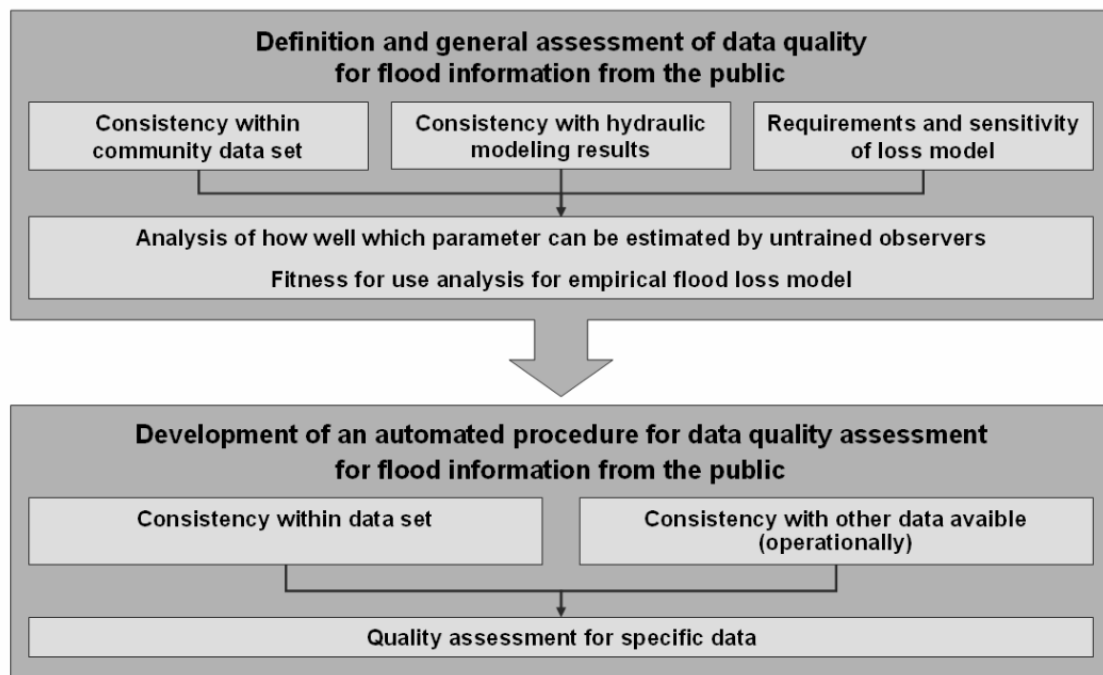 Definition and general assessment of data quality
for flood information from the public
Consistency within
community data set
Consistency with hydraulic
modeling results
Requirements and sensitivity
of loss model
Analysis of how well which parameter can be estimated by untrained observers
Fitness for use analysis for empirical flood loss model
Development of an automated procedure for data quality assessment
for flood information from the public
Consistency within data set
Consistency with other data avaible
(operationally)
Quality assessment for specific data